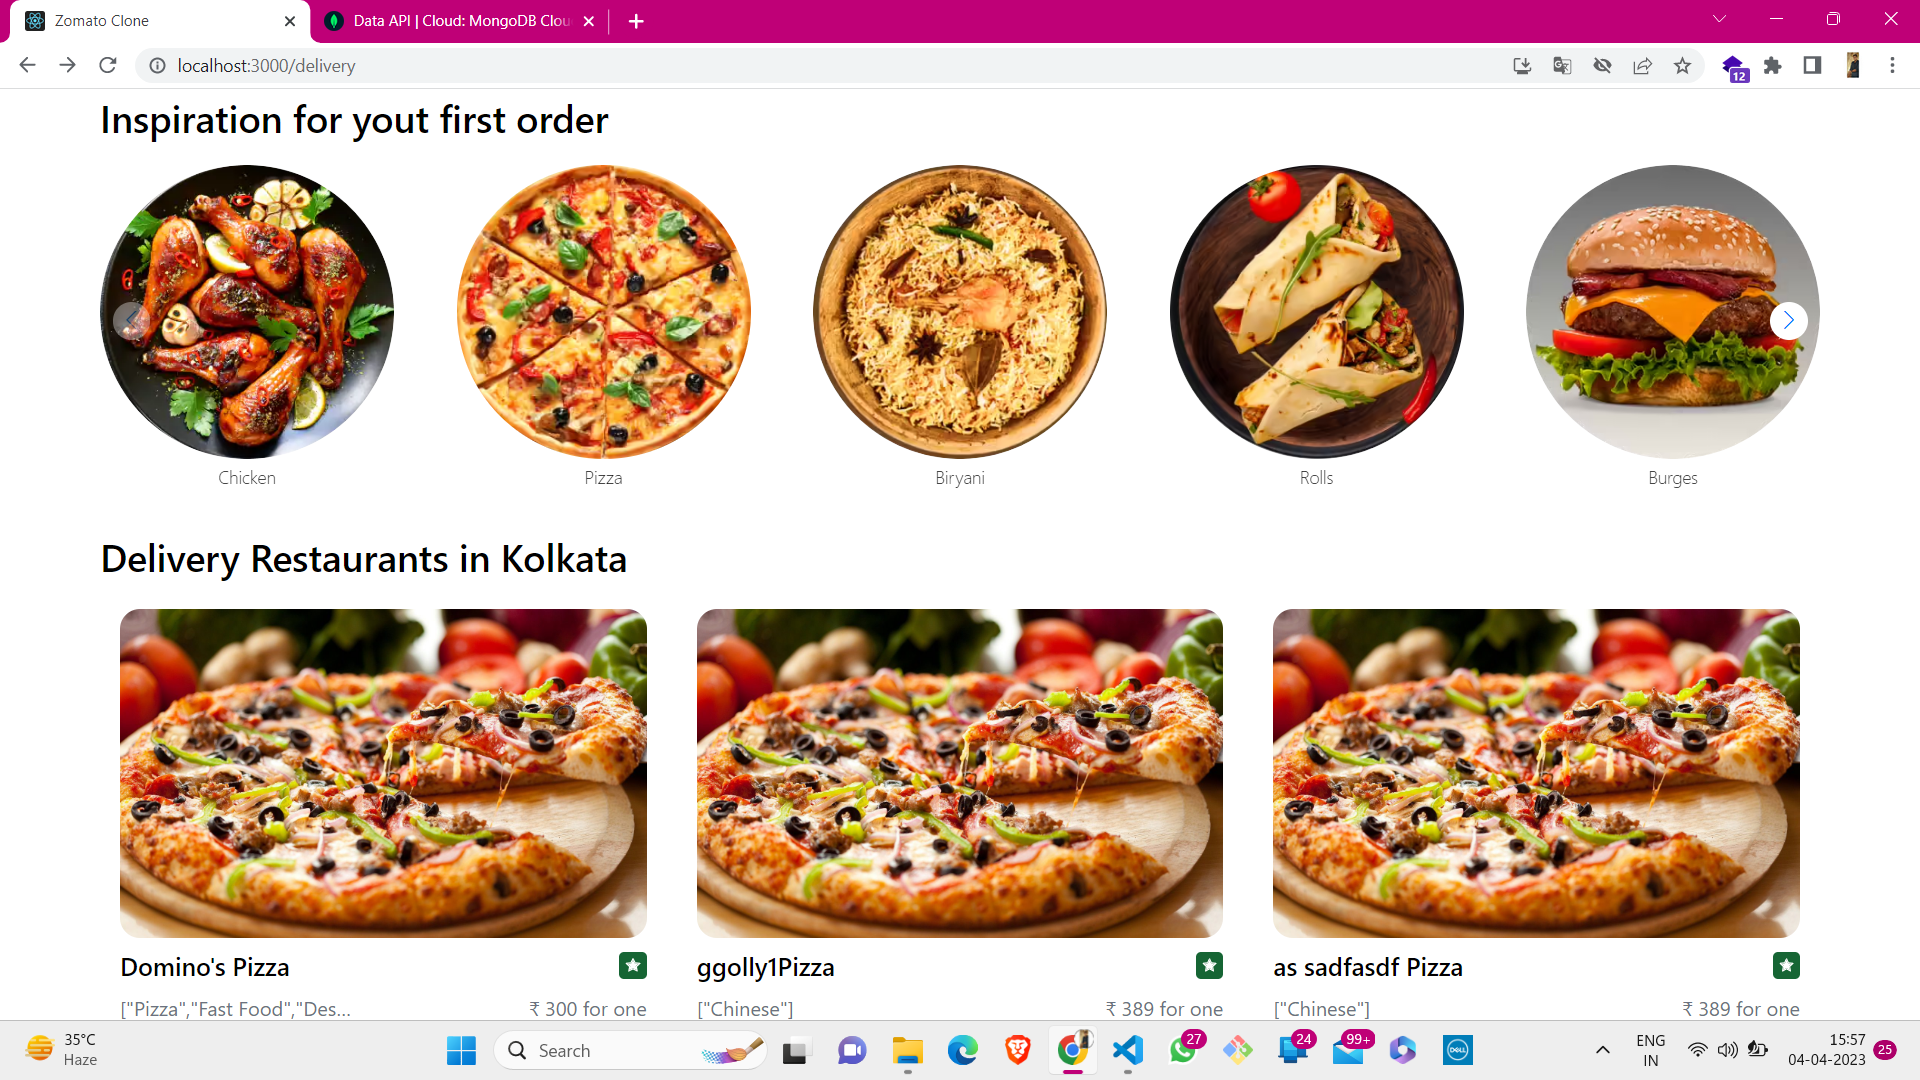 Zomato Clone
Data API | Cloud: MongoDB Clou
localhost:3000/delivery
12
Inspiration for yout first order
Chicken
Pizza
Biryani
Rolls
Burges
Delivery Restaurants in Kolkata
Domino's Pizza
ggolly1Pizza
as sadfasdf Pizza
["Pizza","Fast Food","Des...
₹ 300 for one
["Chinese"]
₹ 389 for one
["Chinese"]
₹ 389 for one
35°C
Haze
Search
27
24
99+
DELL
ENG
IN
15:57
04-04-2023
25